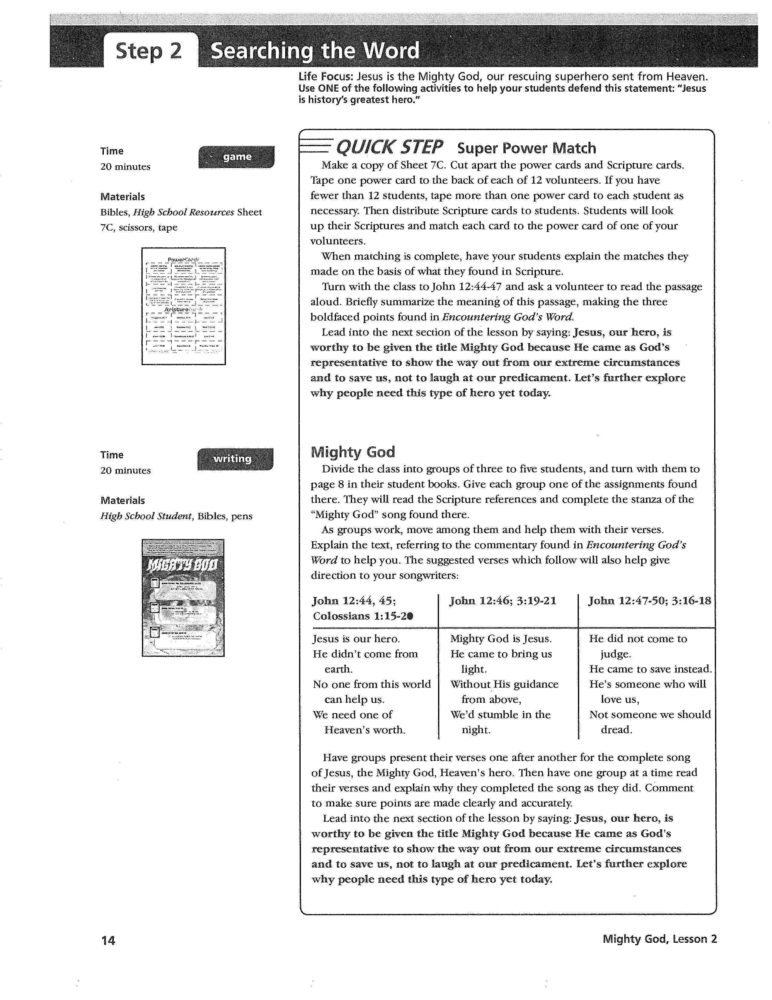 Step 2 Searching the Word
Life Focus: Jesus is the Mighty God, our rescuing superhero sent from Heaven.
Use ONE of the following activities to help your students defend this statement: "Jesus
is history's greatest hero."
Time
20 minutes
game
Materials
Bibles, High School Resources Sheet
7C, scissors, tape
PowerCards
ScriptureCards
QUICK STEP Super Power Match
Make a copy of Sheet 7C. Cut apart the power cards and Scripture cards.
Tape one power card to the back of each of 12 volunteers. If you have
fewer than 12 students, tape more than one power card to each student as
necessary. Then distribute Scripture cards to students. Students will look
up their Scriptures and match each card to the power card of one of your
volunteers.
When matching is complete, have your students explain the matches they
made on the basis of what they found in Scripture.
Turn with the class to John 12:44-47 and ask a volunteer to read the passage
aloud. Briefly summarize the meaning of this passage, making the three
boldfaced points found in Encountering God's Word.
Lead into the next section of the lesson by saying: Jesus, our hero, is
worthy to be given the title Mighty God because He came as God's
representative to show the way out from our extreme circumstances
and to save us, not to laugh at our predicament. Let's further explore
why people need this type of hero yet today.
Time
20 minutes
writing
Materials
High School Student, Bibles, pens
MIGHTY GOD
Mighty God
Divide the class into groups of three to five students, and turn with them to
page 8 in their student books. Give each group one of the assignments found
there. They will read the Scripture references and complete the stanza of the
“Mighty God” song found there.
As groups work, move among them and help them with their verses.
Explain the text, referring to the commentary found in Encountering God's
Word to help you. The suggested verses which follow will also help give
direction to your songwriters:
John 12:44, 45;
Colossians 1:15-20
Jesus is our hero.
He didn't come from
earth.
No one from this world
can help us.
We need one of
Heaven's worth.
John 12:46; 3:19-21
Mighty God is Jesus.
He came to bring us
light.
Without His guidance
from above,
We'd stumble in the
night.
John 12:47-50; 3:16-18
He did not come to
judge.
He came to save instead.
He's someone who will
love us,
Not someone we should
dread.
Have groups present their verses one after another for the complete song
of Jesus, the Mighty God, Heaven's hero. Then have one group at a time read
their verses and explain why they completed the song as they did. Comment
to make sure points are made clearly and accurately.
Lead into the next section of the lesson by saying: Jesus, our hero, is
worthy to be given the title Mighty God because He came as God's
representative to show the way out from our extreme circumstances
and to save us, not to laugh at our predicament. Let's further explore
why people need this type of hero yet today.
14
Mighty God, Lesson 2